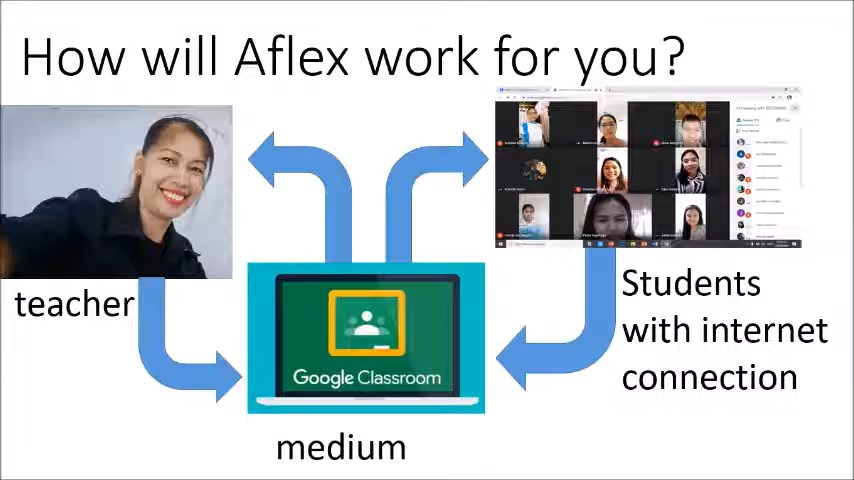 How will Aflex work for you?
teacher
Students
with internet
connection
Google Classroom
medium